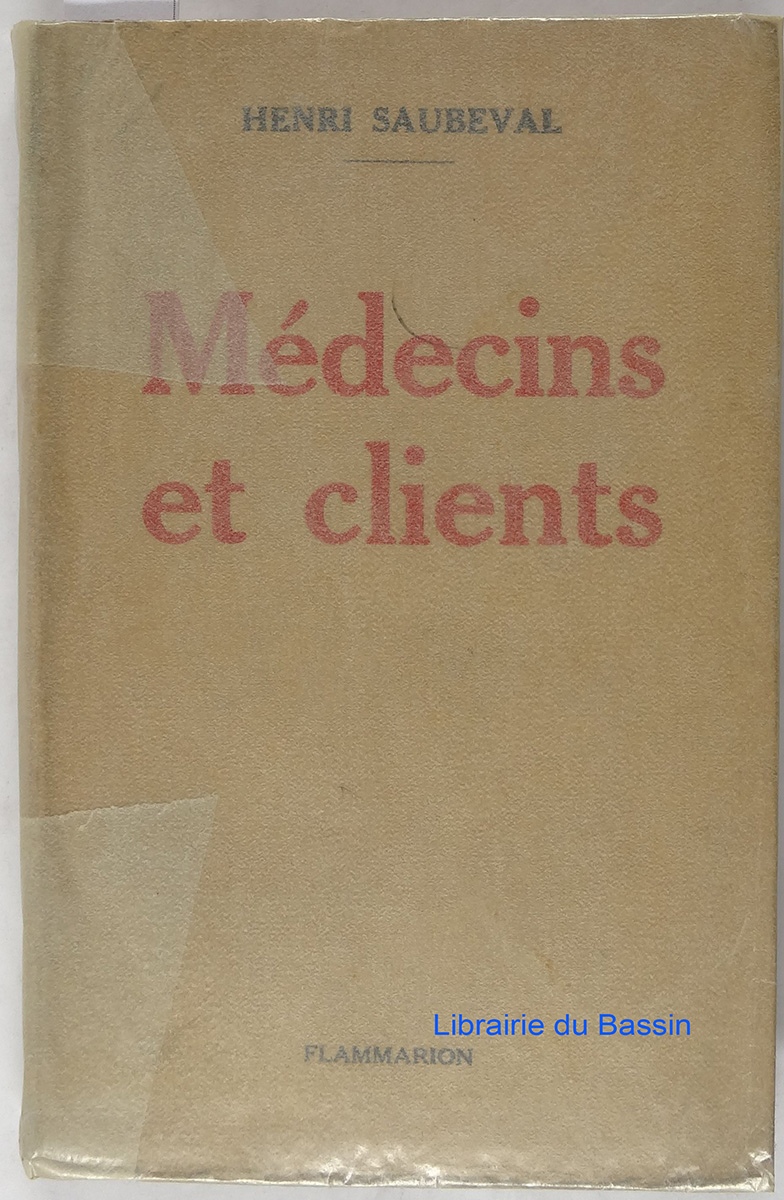 HENRI SAUBEVAL
Médecins
et clients
Librairie du Bassin
FLAMMARION